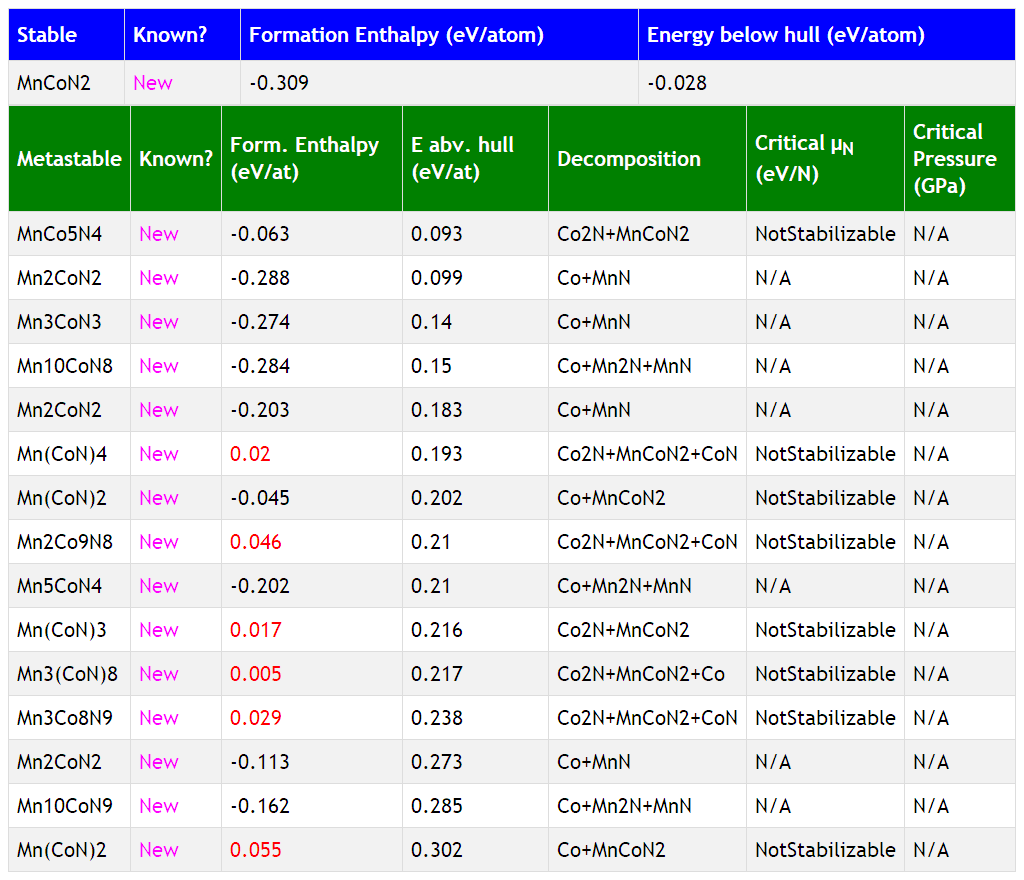 Stable Known? Formation Enthalpy (eV/atom) Energy below hull (eV/atom)
MnCoN2 New -0.309 -0.028
Metastable Known? Form. Enthalpy (eV/at) E abv. hull (eV/at) Decomposition Critical μN (eV/N) Critical Pressure (GPa)
MnCo5N4 New -0.063 0.093 Co2N+MnCoN2 NotStabilizable N/A
Mn2CoN2 New -0.288 0.099 Co+MnN N/A N/A
Mn3CoN3 New -0.274 0.14 Co+MnN N/A N/A
Mn10CoN8 New -0.284 0.15 Co+Mn2N+MnN N/A N/A
Mn2CoN2 New -0.203 0.183 Co+MnN N/A N/A
Mn(CoN)4 New 0.02 0.193 Co2N+MnCoN2+CoN NotStabilizable N/A
Mn(CoN)2 New -0.045 0.202 Co+MnCoN2 NotStabilizable N/A
Mn2Co9N8 New 0.046 0.21 Co2N+MnCoN2+CoN NotStabilizable N/A
Mn5CoN4 New -0.202 0.21 Co+Mn2N+MnN N/A N/A
Mn(CoN)3 New 0.017 0.216 Co2N+MnCoN2 NotStabilizable N/A
Mn3(CoN)8 New 0.005 0.217 Co2N+MnCoN2+Co NotStabilizable N/A
Mn3Co8N9 New 0.029 0.238 Co2N+MnCoN2+CoN NotStabilizable N/A
Mn2CoN2 New -0.113 0.273 Co+MnN N/A N/A
Mn10CoN9 New -0.162 0.285 Co+Mn2N+MnN N/A N/A
Mn(CoN)2 New 0.055 0.302 Co+MnCoN2 NotStabilizable N/A